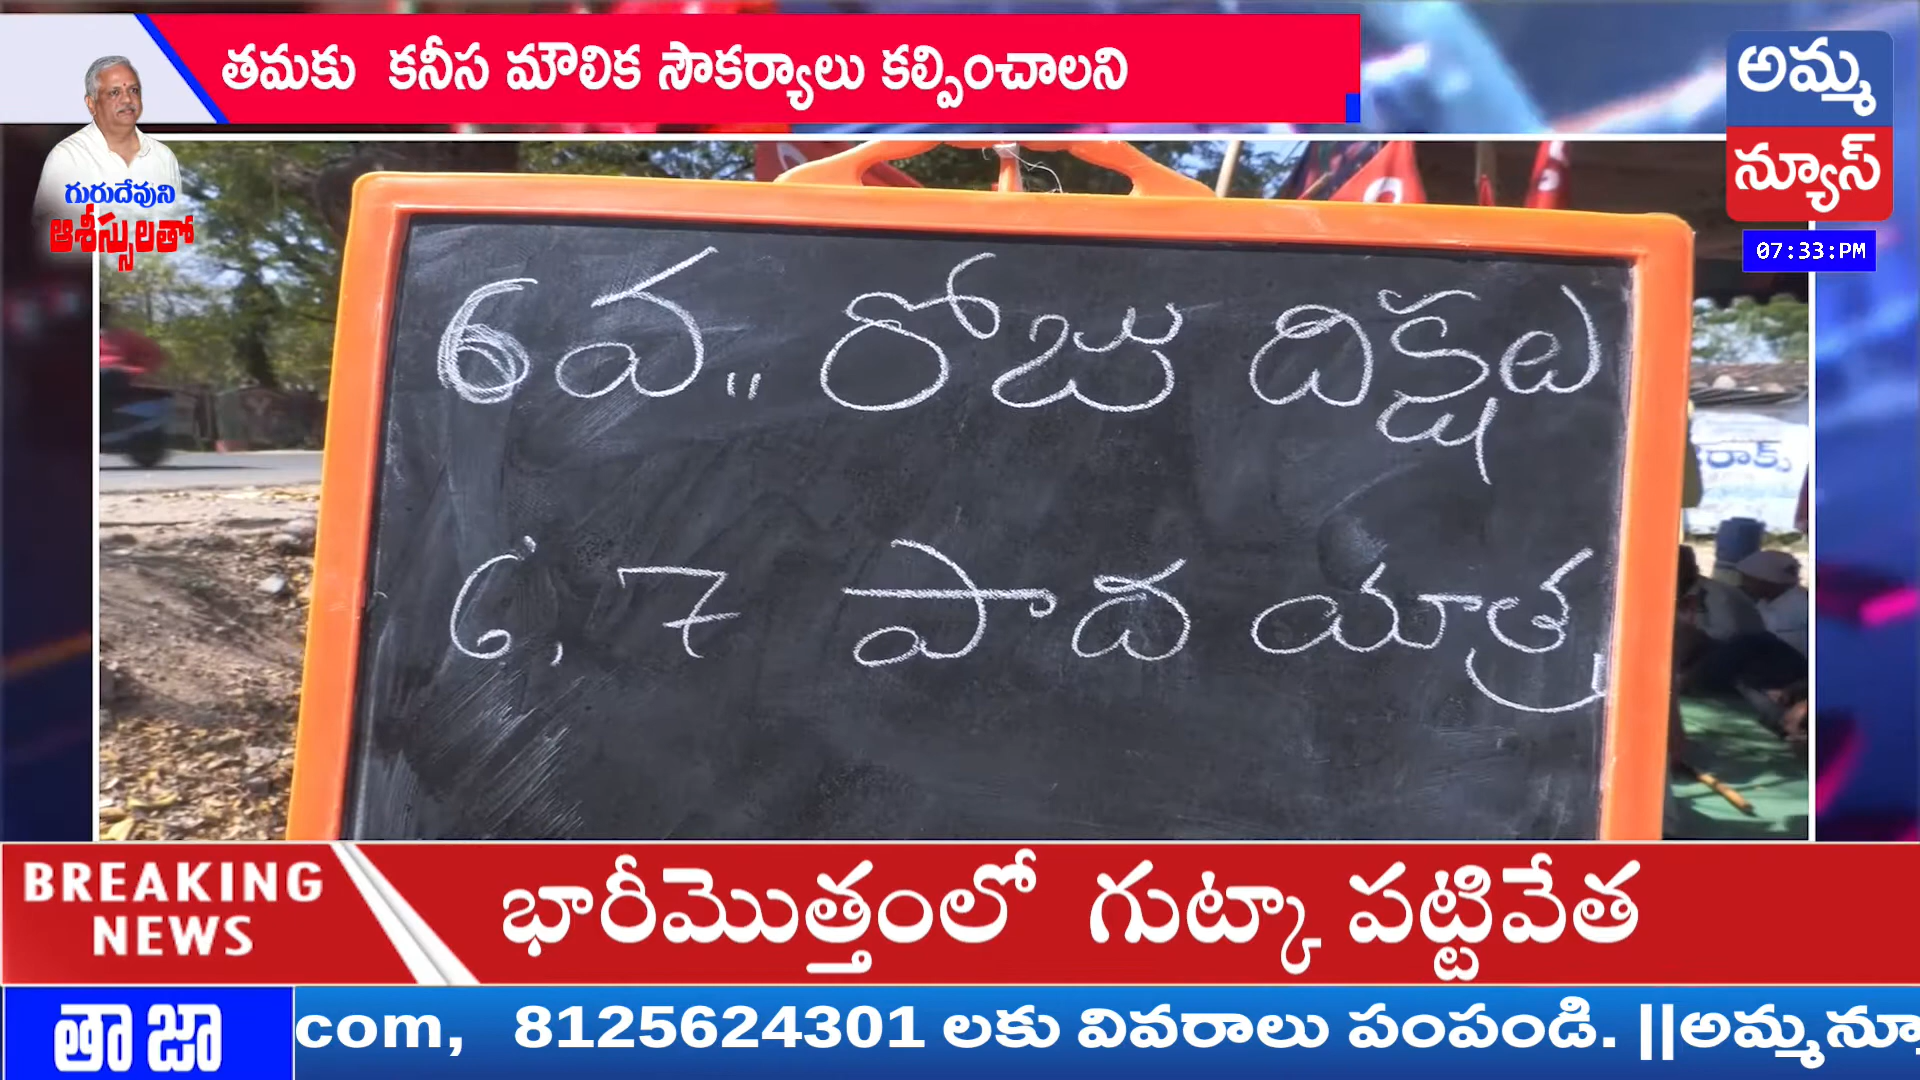 తమకు కనీస మౌలిక సౌకర్యాలు కల్పించాలని
అమ్మ
న్యూస్
07:33:PM
గురుదేవుని
ఆశీస్సులతో
6వ,, రోజు దిక్షలు
6, 7 పాద యాత్ర
BREAKING
NEWS
భారీమొత్తంలో గుట్కా పట్టివేత
తాజా
com, 8125624301 లకు వివరాలు పంపండి. ||అమ్మన్యూ